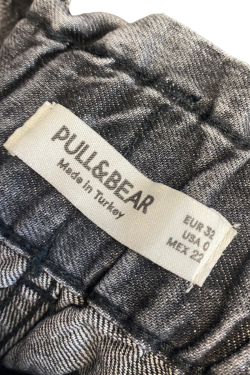 PULL&BEAR
Made in Turkey
EUR 32
USA 0
MEX 22